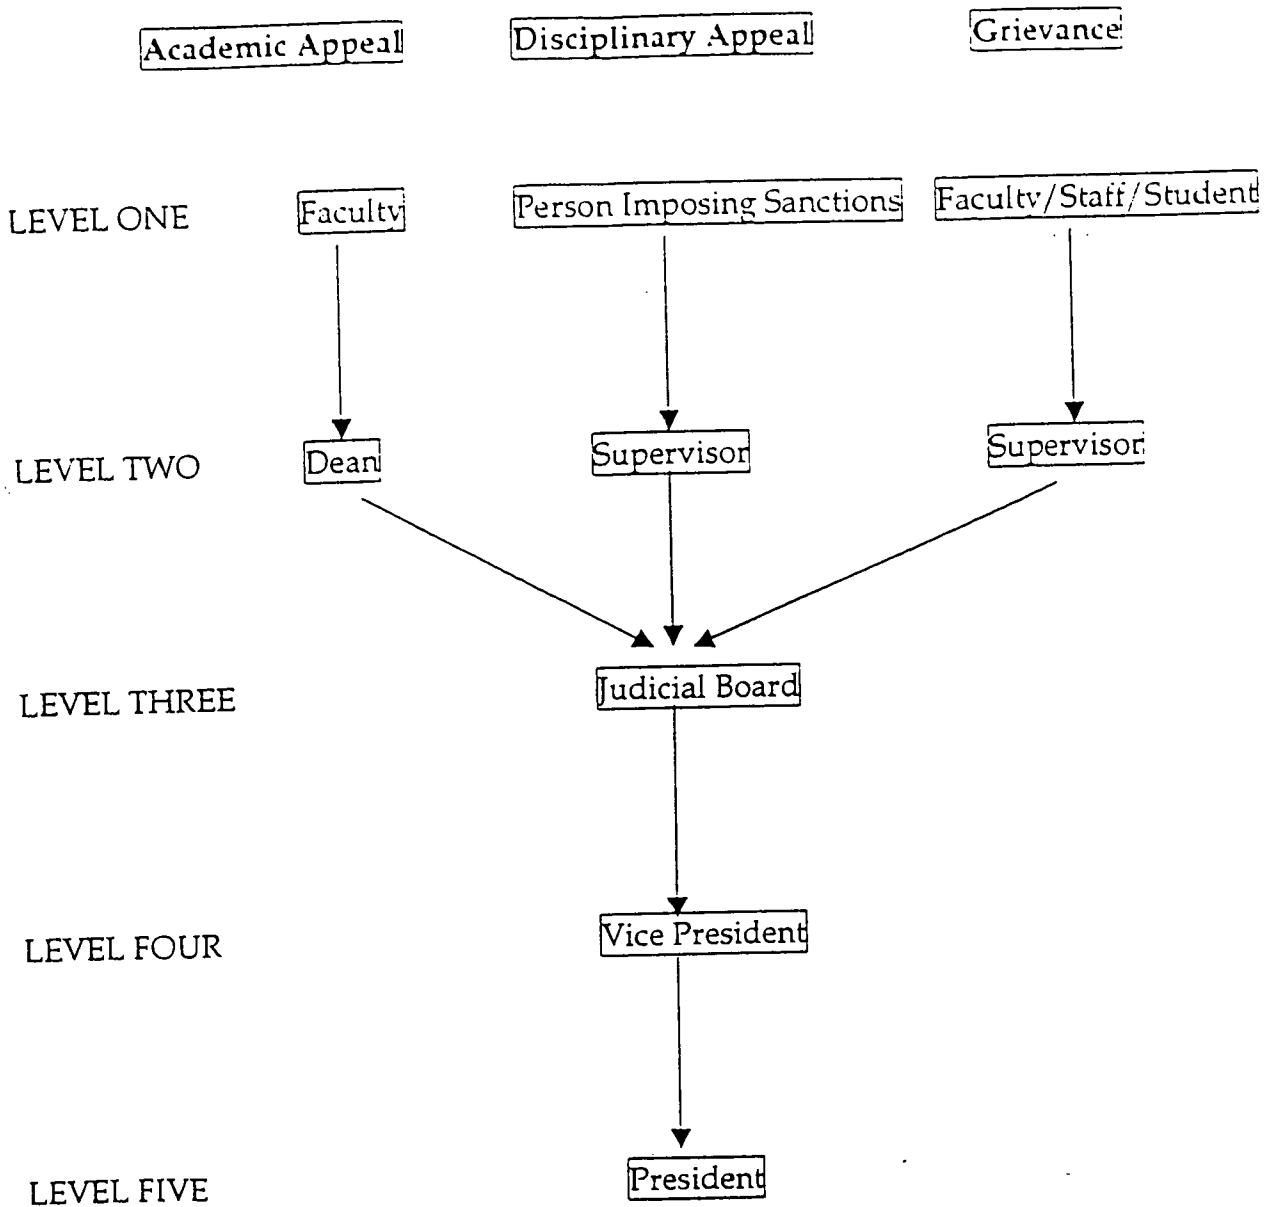 Academic Appeal Disciplinary Appeal Grievance
LEVEL ONE Faculty Person Imposing Sanctions Faculty/Staff/Student
LEVEL TWO Dean Supervisor Supervisor
LEVEL THREE Judicial Board
LEVEL FOUR Vice President
LEVEL FIVE President